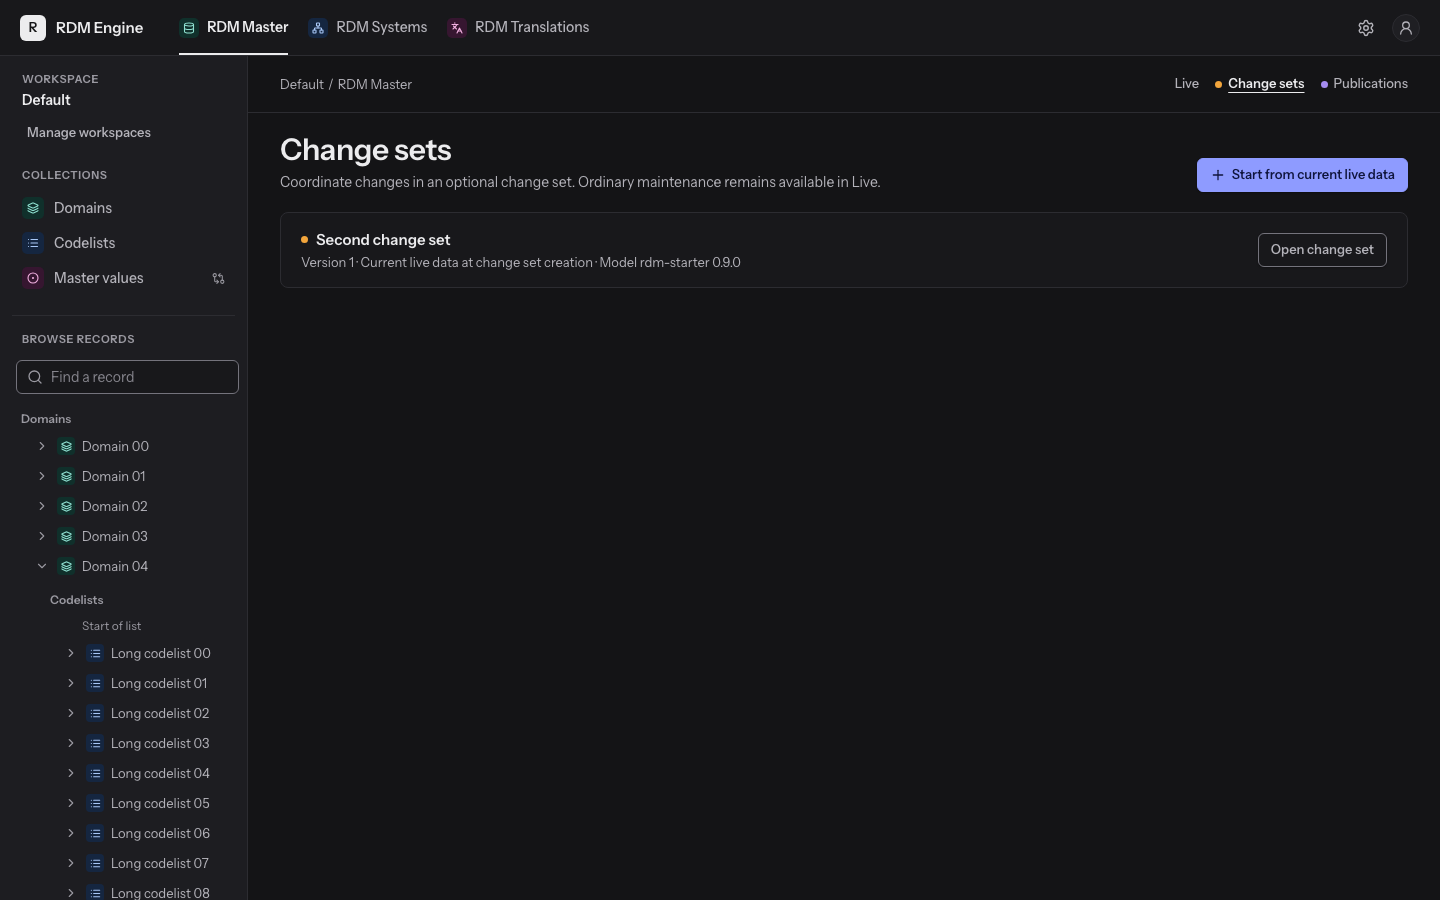 R RDM Engine RDM Master RDM Systems RDM Translations
WORKSPACE
Default
Manage workspaces
COLLECTIONS
Domains
Codelists
Master values
BROWSE RECORDS
Find a record
Domains
Domain 00
Domain 01
Domain 02
Domain 03
Domain 04
Codelists
Start of list
Long codelist 00
Long codelist 01
Long codelist 02
Long codelist 03
Long codelist 04
Long codelist 05
Long codelist 06
Long codelist 07
Long codelist 08
Default / RDM Master
Live Change sets Publications
Change sets
Coordinate changes in an optional change set. Ordinary maintenance remains available in Live.
+ Start from current live data
Second change set
Version 1 · Current live data at change set creation · Model rdm-starter 0.9.0
Open change set